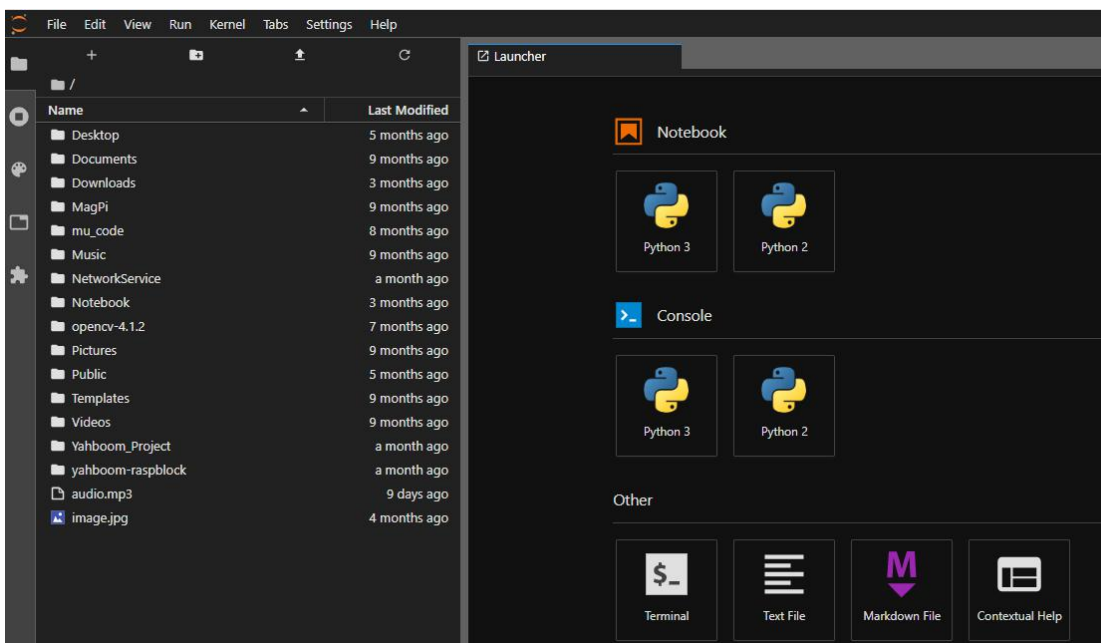 File Edit View Run Kernel Tabs Settings Help
Launcher
/
Name Last Modified
Desktop 5 months ago
Documents 9 months ago
Downloads 3 months ago
MagPi 9 months ago
mu_code 8 months ago
Music 9 months ago
NetworkService a month ago
Notebook 3 months ago
opencv-4.1.2 7 months ago
Pictures 9 months ago
Public 5 months ago
Templates 9 months ago
Videos 9 months ago
Yahboom_Project a month ago
yahboom-raspblock a month ago
audio.mp3 9 days ago
image.jpg 4 months ago
Notebook
Python 3 Python 2
>_ Console
Python 3 Python 2
Other
$_ M
Terminal Text File Markdown File Contextual Help